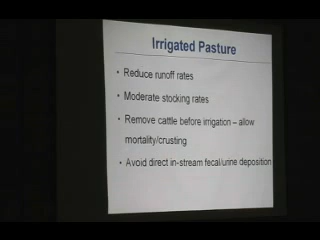 Irrigated Pasture
• Reduce runoff rates
• Moderate stocking rates
• Remove cattle before irrigation – allow
mortality/crusting
• Avoid direct in-stream fecal/urine deposition